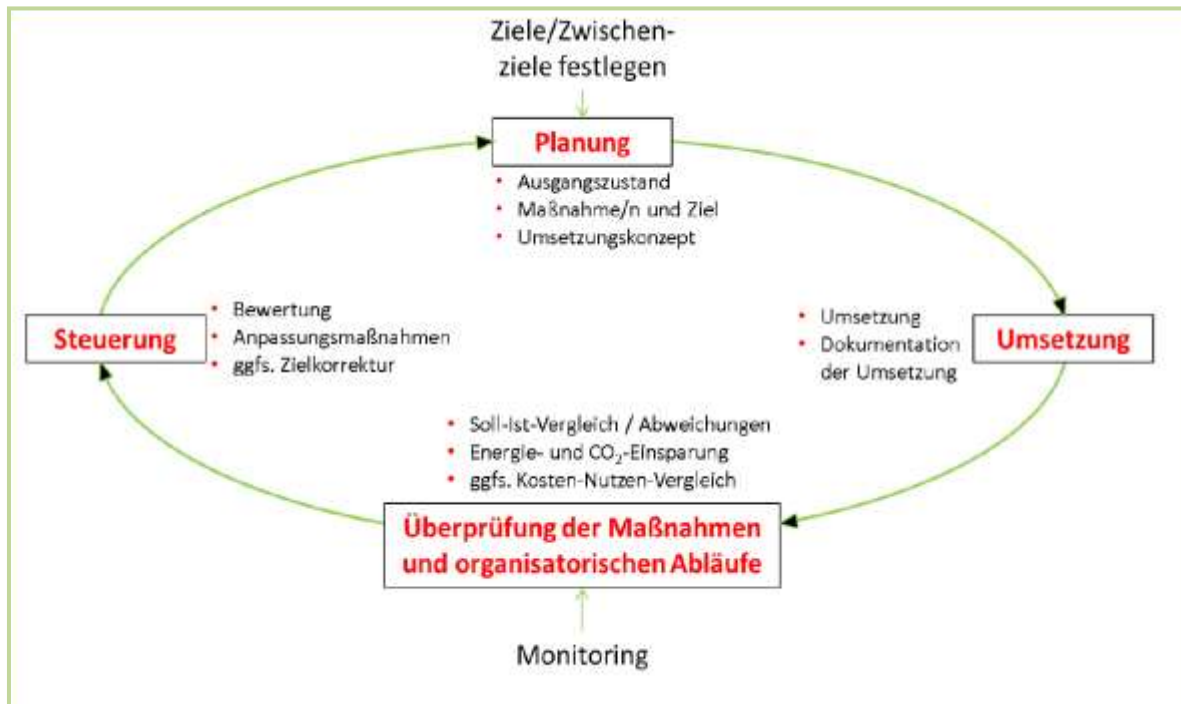 Ziele/Zwischen-
ziele festlegen
Planung
• Ausgangszustand
• Maßnahme/n und Ziel
• Umsetzungskonzept
Steuerung
• Bewertung
• Anpassungsmaßnahmen
• ggfs. Zielkorrektur
• Umsetzung
• Dokumentation
der Umsetzung
Umsetzung
• Soll-Ist-Vergleich / Abweichungen
• Energie- und CO₂-Einsparung
• ggfs. Kosten-Nutzen-Vergleich
Überprüfung der Maßnahmen
und organisatorischen Abläufe
Monitoring